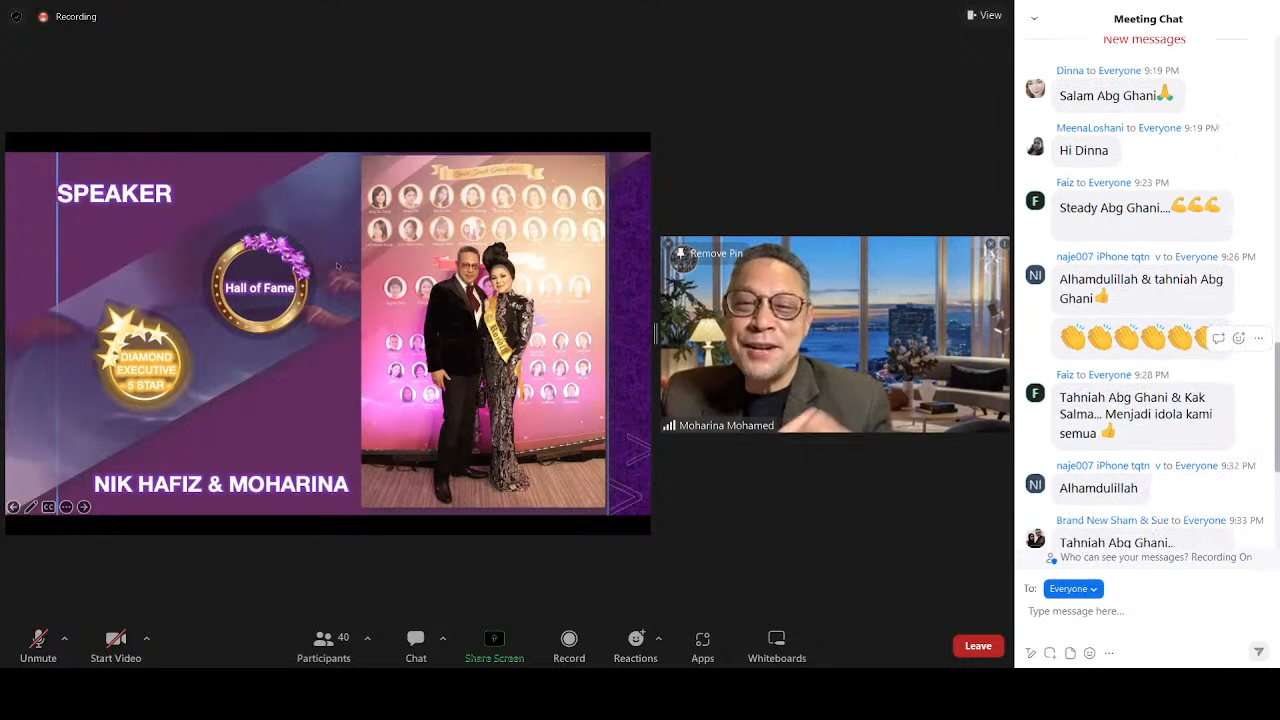 Recording
View
SPEAKER
Hall of Fame
DIAMOND
EXECUTIVE
5 STAR
NIK HAFIZ & MOHARINA
CC
Remove Pin
Moharina Mohamed
Unmute
Start Video
Participants
40
Chat
Share Screen
Record
Reactions
Apps
Whiteboards
Leave
Meeting Chat
New messages
Dinna to Everyone 9:19 PM
Salam Abg Ghani🙏
MeenaLoshani to Everyone 9:19 PM
Hi Dinna
Faiz to Everyone 9:23 PM
F
Steady Abg Ghani....💪💪💪
naje007 iPhone tqtn v to Everyone 9:26 PM
NI
Alhamdulillah & tahniah Abg
Ghani👍
👏👏👏👏👏👏
Faiz to Everyone 9:28 PM
F
Tahniah Abg Ghani & Kak
Salma... Menjadi idola kami
semua 👍
naje007 iPhone tqtn v to Everyone 9:32 PM
NI
Alhamdulillah
Brand New Sham & Sue to Everyone 9:33 PM
Tahniah Abg Ghani..
Who can see your messages? Recording On
To: Everyone
Type message here...